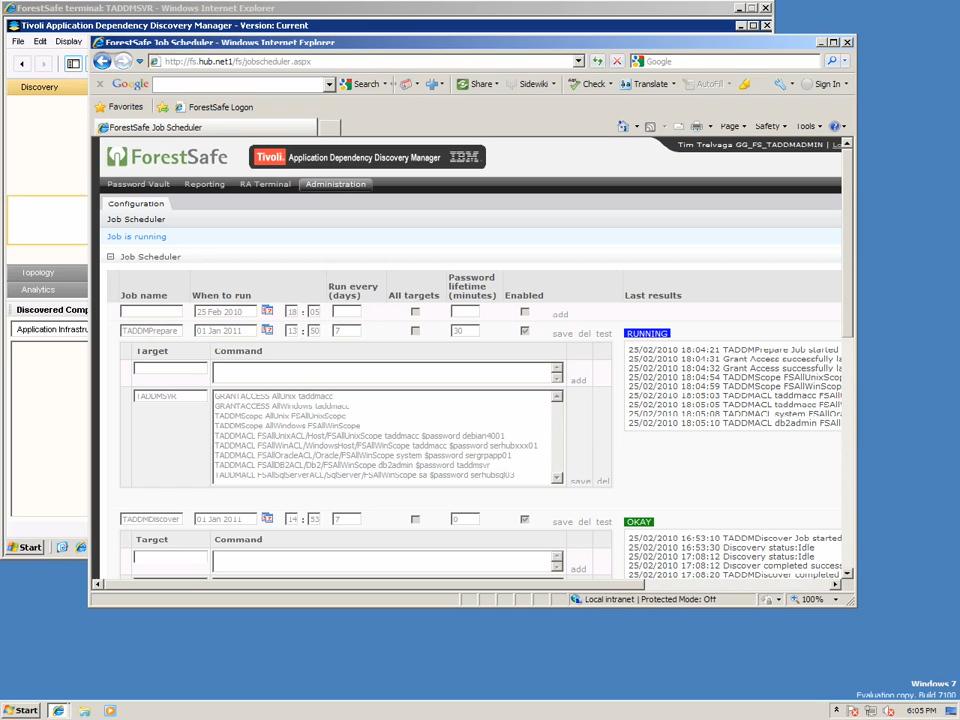 ForestSafe terminal: TADDMSVR - Windows Internet Explorer
Tivoli Application Dependency Discovery Manager - Version: Current
File Edit Display
Discovery
Topology
Analytics
Discovered Comp
Application Infrastru
Start
ForestSafe Job Scheduler - Windows Internet Explorer
http://fs.hub.net1/fs/jobscheduler.aspx
Google
Google
Search
Share
Sidewiki
Check
Translate
AutoFill
Sign In
Favorites
ForestSafe Logon
ForestSafe Job Scheduler
Page Safety Tools
ForestSafe
Tivoli. Application Dependency Discovery Manager IBM
Tim Trelvaga GG_FS_TADDMADMIN | Lo
Password Vault Reporting RA Terminal Administration
Configuration
Job Scheduler
Job is running
Job Scheduler
Job name When to run Run every (days) All targets Password lifetime (minutes) Enabled Last results
25 Feb 2010 18 : 05 add
TADDMPrepare 01 Jan 2011 13 : 50 7 30 save del test RUNNING
Target Command
add
TADDMSVR
GRANTACCESS AllUnix taddmacc
GRANTACCESS AllWindows taddmacc
TADDMScope AllUnix FSAllUnixScope
TADDMScope AllWindows FSAllWinScope
TADDMACL FSAllUnixACL/Host/FSAllUnixScope taddmacc $password debian4001
TADDMACL FSAllWinACL/WindowsHost/FSAllWinScope taddmacc $password serhubxxx01
TADDMACL FSAllOracleACL/Oracle/FSAllWinScope system $password sergrpapp01
TADDMACL FSAllDB2ACL/Db2/FSAllWinScope db2admin $password taddmsvr
TADDMACL FSAllSqlServerACL/SqlServer/FSAllWinScope sa $password serhubsql03
save del
25/02/2010 18:04:21 TADDMPrepare Job started
25/02/2010 18:04:31 Grant Access successfully la
25/02/2010 18:04:32 Grant Access successfully la
25/02/2010 18:04:54 TADDMScope FSAllUnixScop
25/02/2010 18:04:59 TADDMScope FSAllWinScop
25/02/2010 18:05:03 TADDMACL taddmacc FSAll
25/02/2010 18:05:05 TADDMACL taddmacc FSAll
25/02/2010 18:05:08 TADDMACL system FSAllOra
25/02/2010 18:05:10 TADDMACL db2admin FSAll
TADDMDiscover 01 Jan 2011 14 : 53 7 0 save del test OKAY
Target Command
add
25/02/2010 16:53:10 TADDMDiscover Job started
25/02/2010 16:53:30 Discovery status:Idle
25/02/2010 17:08:12 Discovery status:Idle
25/02/2010 17:08:12 Discover completed success
25/02/2010 17:08:20 TADDMDiscover completed
Local intranet | Protected Mode: Off
100%
Windows 7
Evaluation copy. Build 7100
Start
6:05 PM